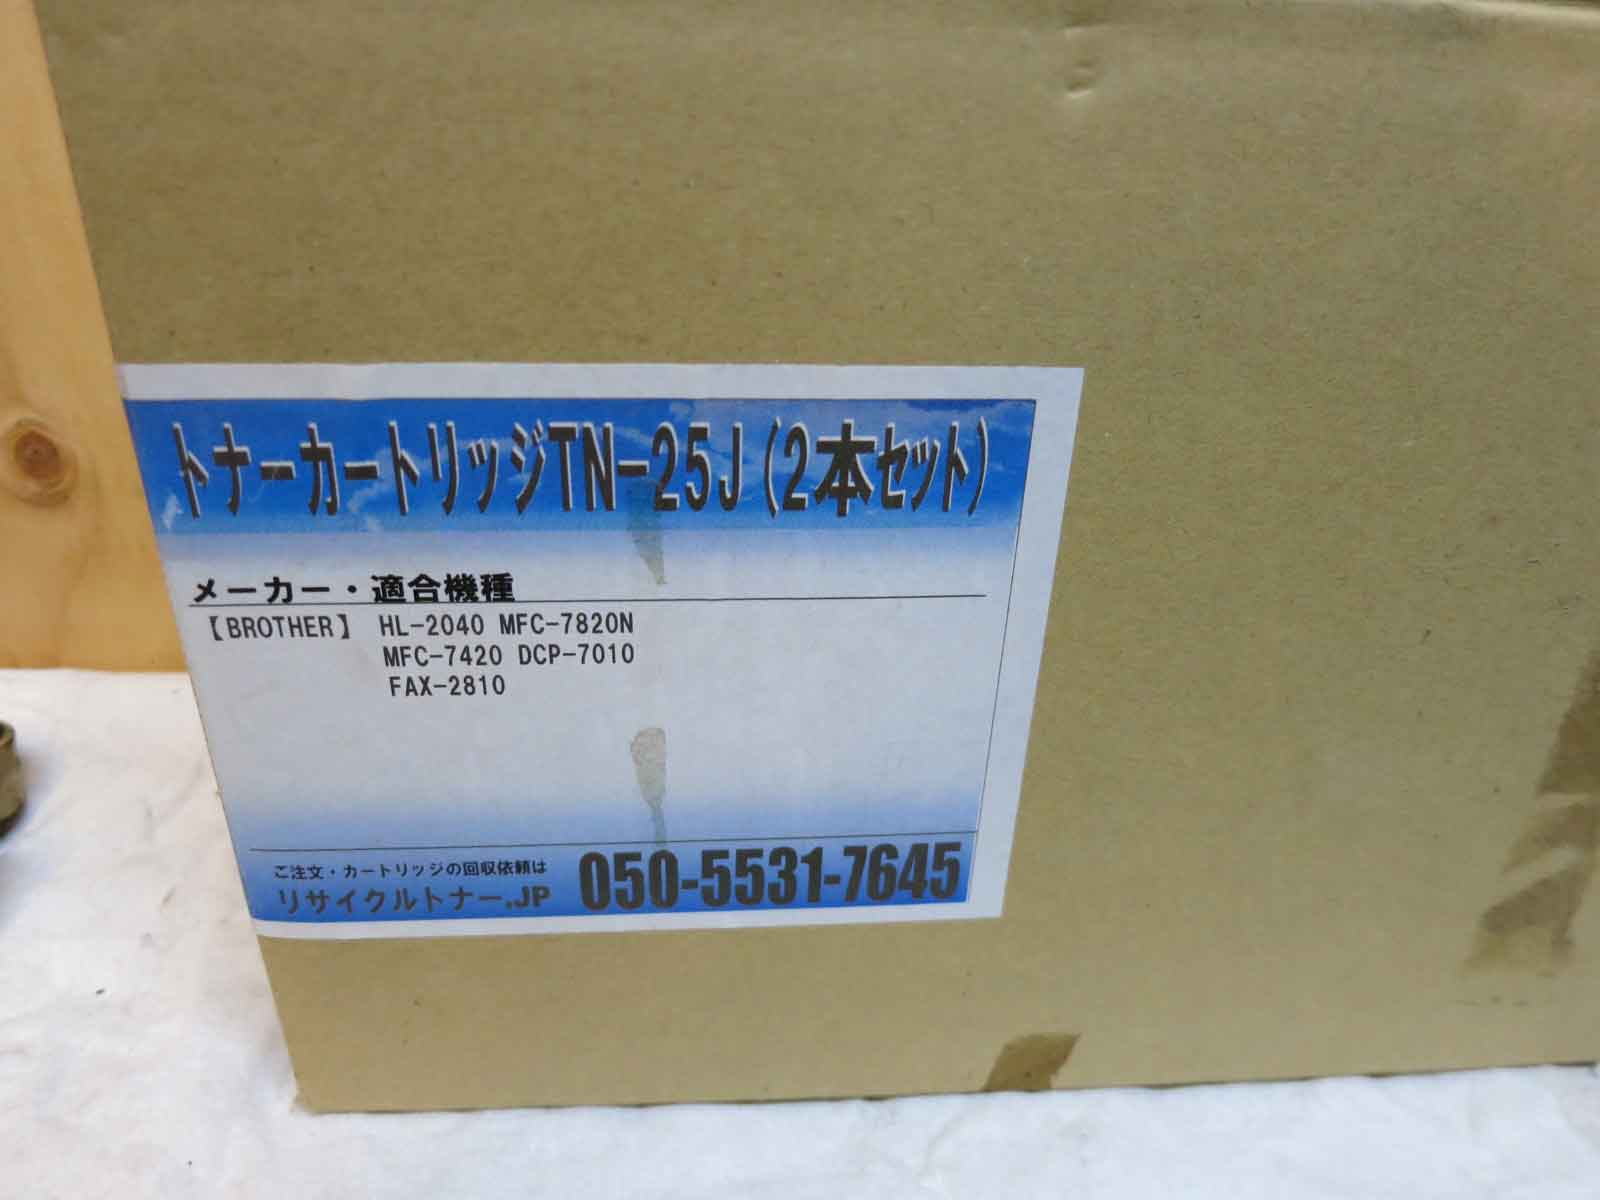 トナーカートリッジTN-25J(2本セット)
メーカー・適合機種
【BROTHER】 HL-2040 MFC-7820N
MFC-7420 DCP-7010
FAX-2810
ご注文・カートリッジの回収依頼は
リサイクルトナー.JP 050-5531-7645